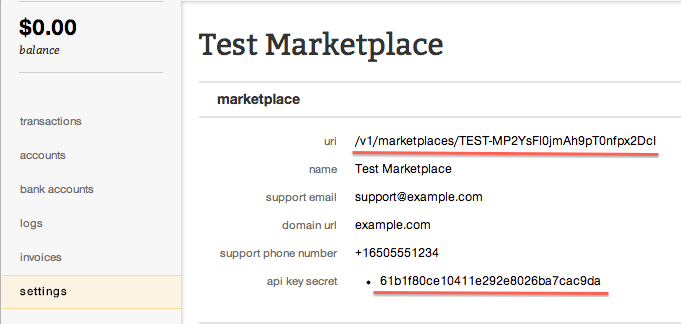 $0.00
balance
transactions
accounts
bank accounts
logs
invoices
settings
Test Marketplace
marketplace
uri /v1/marketplaces/TEST-MP2YsFl0jmAh9pT0nfpx2Dcl
name Test Marketplace
support email support@example.com
domain url example.com
support phone number +16505551234
api key secret • 61b1f80ce10411e292e8026ba7cac9da